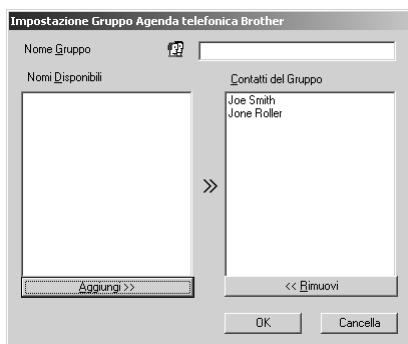 Impostazione Gruppo Agenda telefonica Brother
Nome Gruppo
Nomi Disponibili
Contatti del Gruppo
Joe Smith
Jone Roller
Aggiungi >>
<< Rimuovi
OK
Cancella